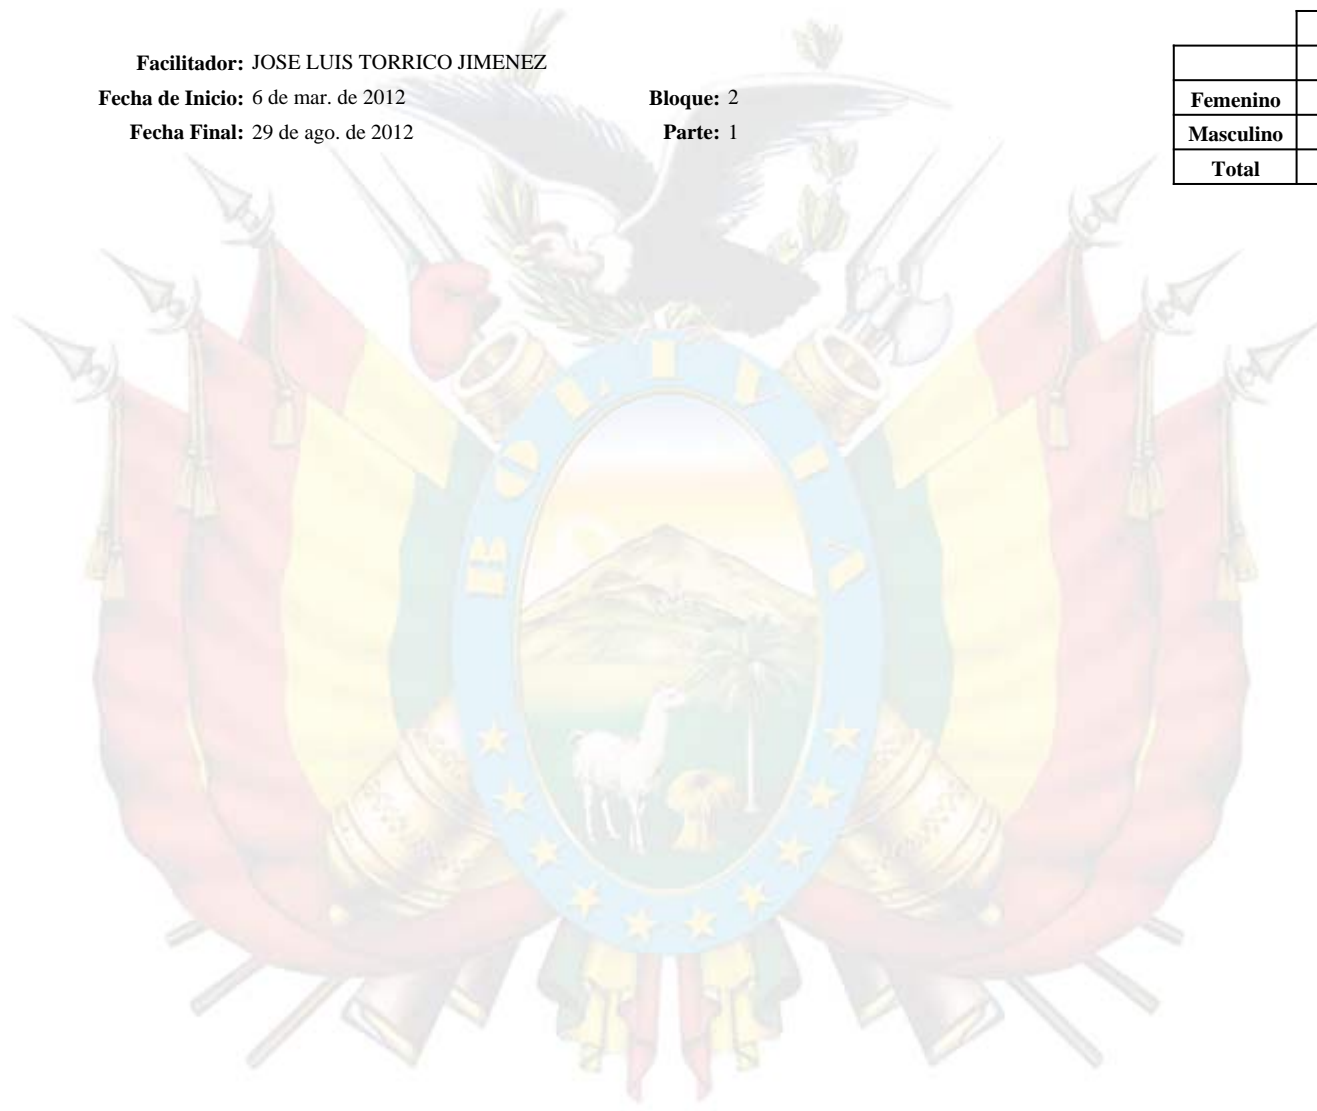 Facilitador: JOSE LUIS TORRICO JIMENEZ
Fecha de Inicio: 6 de mar. de 2012 Bloque: 2
Fecha Final: 29 de ago. de 2012 Parte: 1
Femenino
Masculino
Total
BOLIVIA